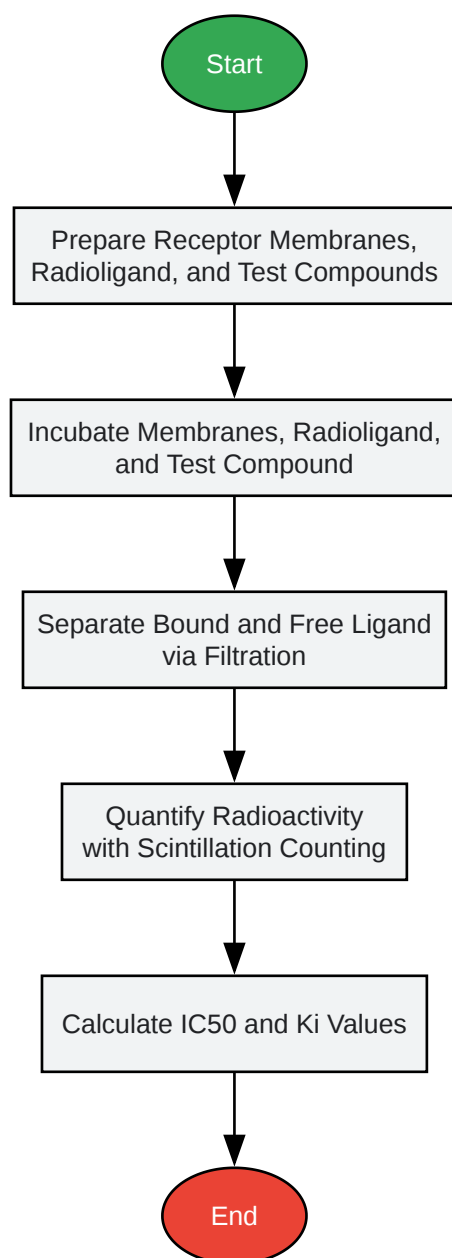 Start
Prepare Receptor Membranes,
Radioligand, and Test Compounds
Incubate Membranes, Radioligand,
and Test Compound
Separate Bound and Free Ligand
via Filtration
Quantify Radioactivity
with Scintillation Counting
Calculate IC50 and Ki Values
End